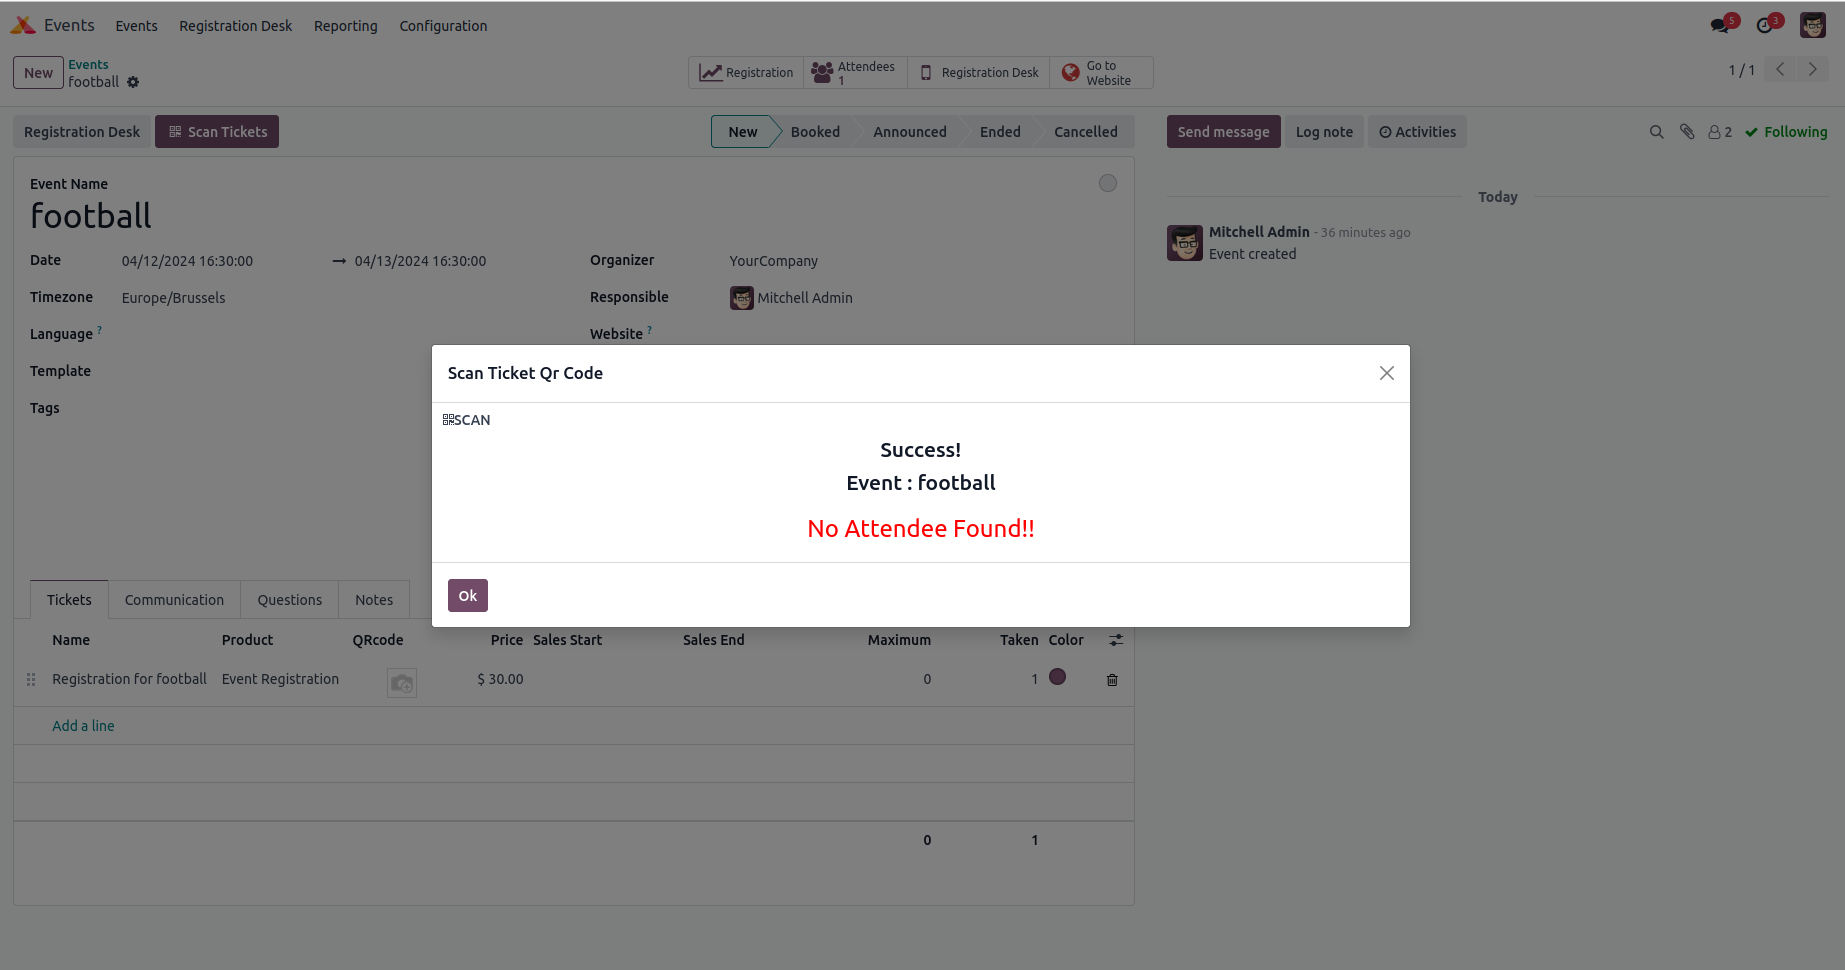 Events Events Registration Desk Reporting Configuration 5 3
New Events
football
Registration Attendees
1 Registration Desk Go to
Website
1 / 1
Registration Desk Scan Tickets New Booked Announced Ended Cancelled
Send message Log note Activities 2 Following
Event Name
football
Date 04/12/2024 16:30:00 → 04/13/2024 16:30:00 Organizer YourCompany
Timezone Europe/Brussels Responsible Mitchell Admin
Language ? Website ?
Template
Tags
Today
Mitchell Admin - 36 minutes ago
Event created
Scan Ticket Qr Code
SCAN
Success!
Event : football
No Attendee Found!!
Ok
Tickets Communication Questions Notes
Name Product QRcode Price Sales Start Sales End Maximum Taken Color
Registration for football Event Registration $ 30.00 0 1
Add a line
0 1